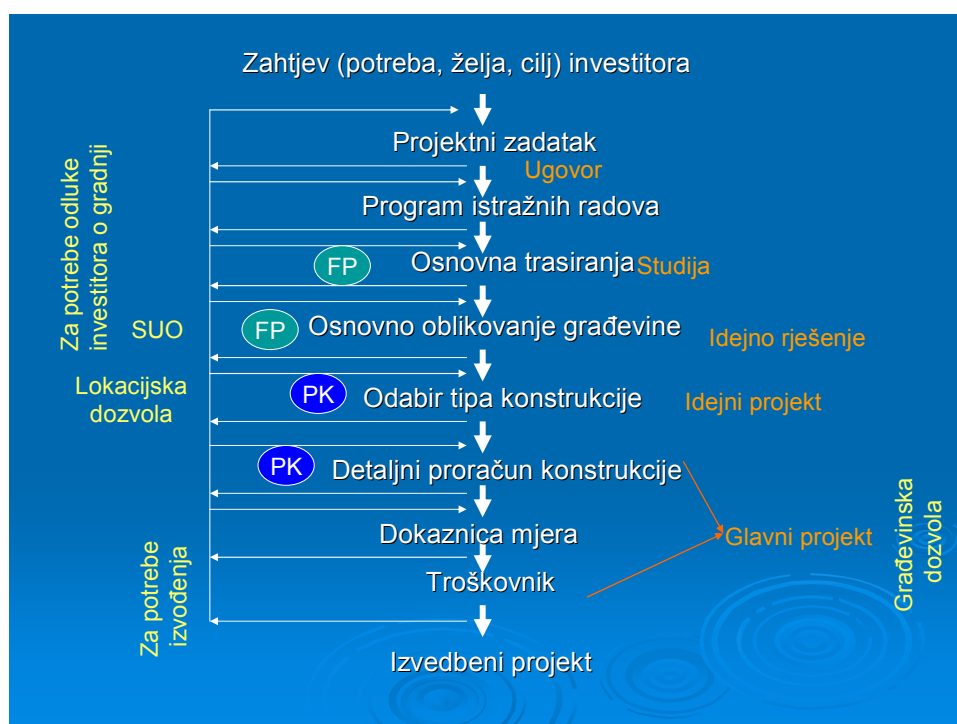 Zahtjev (potreba, želja, cilj) investitora
Projektni zadatak
Ugovor
Program istražnih radova
FP
Osnovna trasiranja
Studija
Za potrebe odluke
investitora o gradnji
SUO
FP
Osnovno oblikovanje građevine
Idejno rješenje
Lokacijska
dozvola
PK
Odabir tipa konstrukcije
Idejni projekt
PK
Detaljni proračun konstrukcije
Dokaznica mjera
Glavni projekt
Građevinska
dozvola
Troškovnik
Za potrebe
izvođenja
Izvedbeni projekt